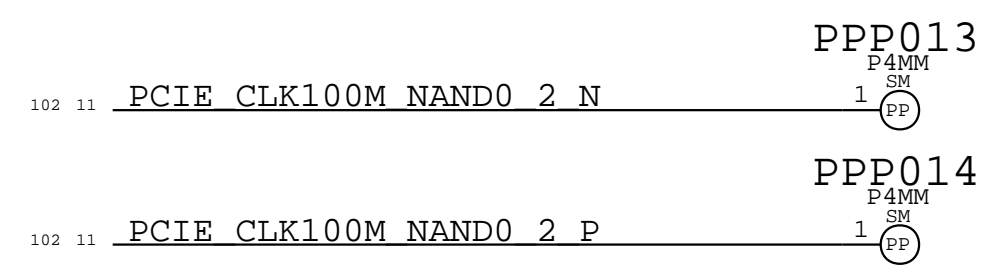 PPP013
P4MM
SM
102 11 PCIE_CLK100M_NAND0_2_N 1
PP
PPP014
P4MM
SM
102 11 PCIE_CLK100M_NAND0_2_P 1
PP